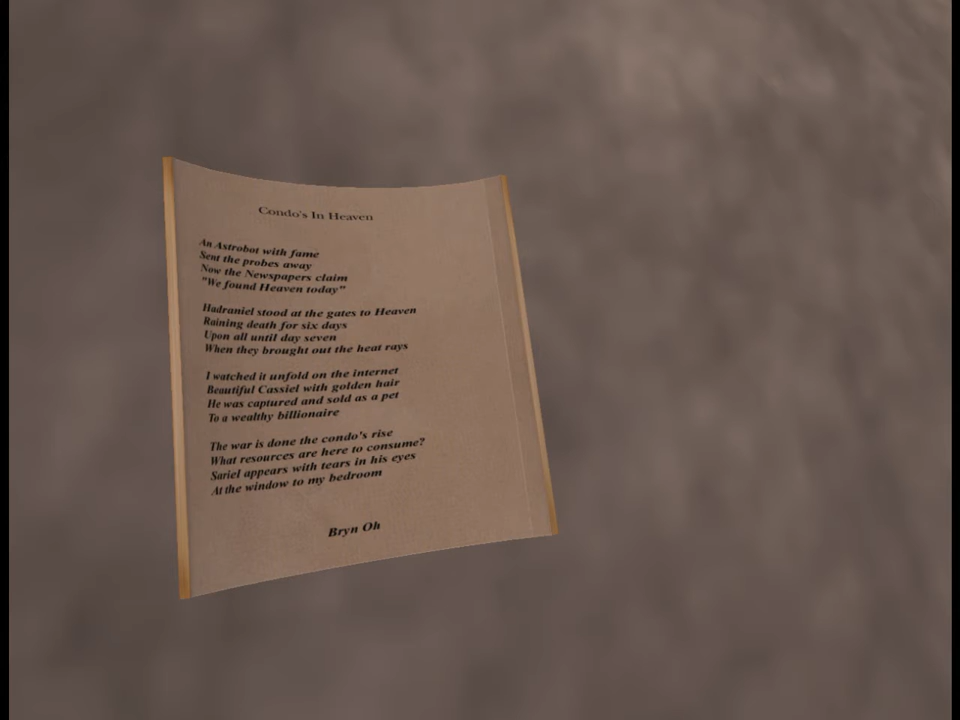 Condo's In Heaven
An Astrobot with fame
Sent the probes away
Now the Newspapers claim
"We found Heaven today"
Hadraniel stood at the gates to Heaven
Raining death for six days
Upon all until day seven
When they brought out the heat rays
I watched it unfold on the internet
Beautiful Cassiel with golden hair
He was captured and sold as a pet
To a wealthy billionaire
The war is done the condo's rise
What resources are here to consume?
Sariel appears with tears in his eyes
At the window to my bedroom
Bryn Oh